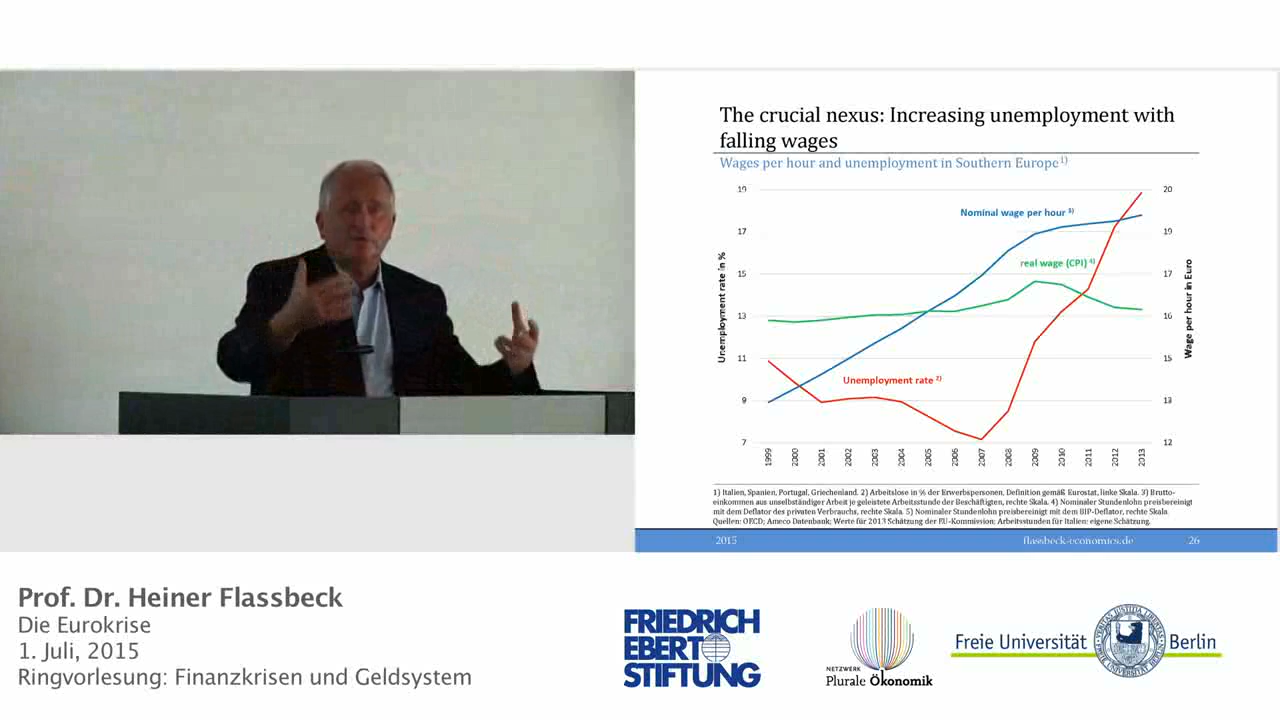 The crucial nexus: Increasing unemployment with
falling wages
Wages per hour and unemployment in Southern Europe 1)
19
17
15
13
11
9
7
Unemployment rate in %
20
19
17
16
15
13
12
Wage per hour in Euro
Nominal wage per hour 3)
real wage (CPI) 4)
Unemployment rate 2)
1999
2000
2001
2002
2003
2004
2005
2006
2007
2008
2009
2010
2011
2012
2013
1) Italien, Spanien, Portugal, Griechenland. 2) Arbeitslose in % der Erwerbspersonen, Definition gemäß Eurostat, linke Skala. 3) Brutto-
einkommen aus unselbständiger Arbeit je geleistete Arbeitsstunde der Beschäftigten, rechte Skala. 4) Nominaler Stundenlohn preisbereinigt
mit dem Deflator des privaten Verbrauchs, rechte Skala. 5) Nominaler Stundenlohn preisbereinigt mit dem BIP-Deflator, rechte Skala
Quellen: OECD; Ameco Datenbank; Werte für 2013 Schätzung der EU-Kommission; Arbeitsstunden für Italien: eigene Schätzung.
2015 flassbeck-economics.de 26
Prof. Dr. Heiner Flassbeck
Die Eurokrise
1. Juli, 2015
Ringvorlesung: Finanzkrisen und Geldsystem
FRIEDRICH
EBERT
STIFTUNG
NETZWERK
Plurale Ökonomik
Freie Universität Berlin